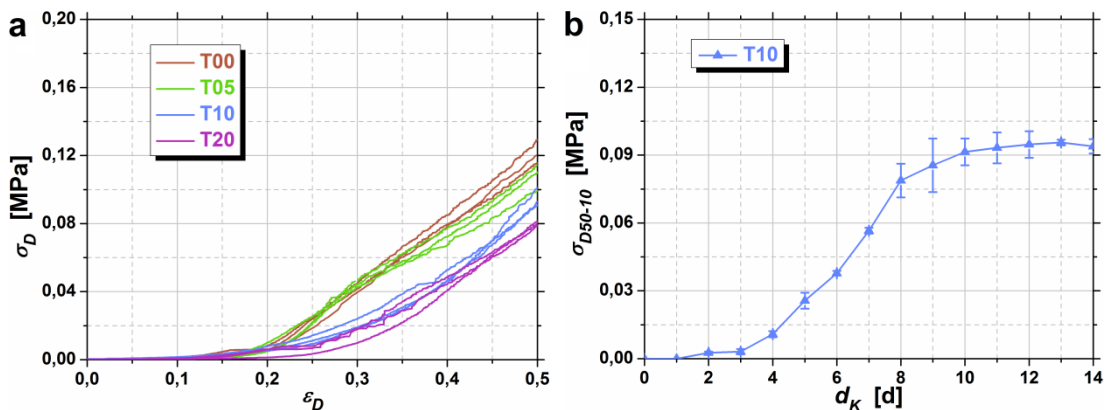 a
0,20
0,16
0,12
0,08
0,04
0,00
σD [MPa]
T00
T05
T10
T20
0,0 0,1 0,2 0,3 0,4 0,5
εD
b
0,15
0,12
0,09
0,06
0,03
0,00
σD50-10 [MPa]
T10
0 2 4 6 8 10 12 14
dK [d]